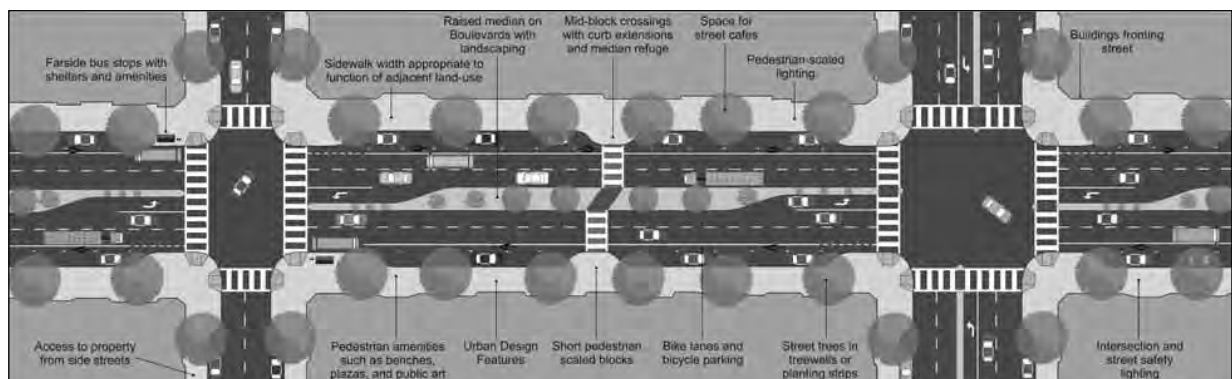 Raised median on
Boulevards with
landscaping
Mid-block crossings
with curb extensions
and median refuge
Space for
street cafes
Buildings fronting
street
Farside bus stops with
shelters and amenities
Sidewalk width appropriate to
function of adjacent land-use
Pedestrian-scaled
lighting
Access to property
from side streets
Pedestrian amenities
such as benches,
plazas, and public art
Urban Design
Features
Short pedestrian
scaled blocks
Bike lanes and
bicycle parking
Street trees in
treewells or
planting strips
Intersection and
street safety
lighting